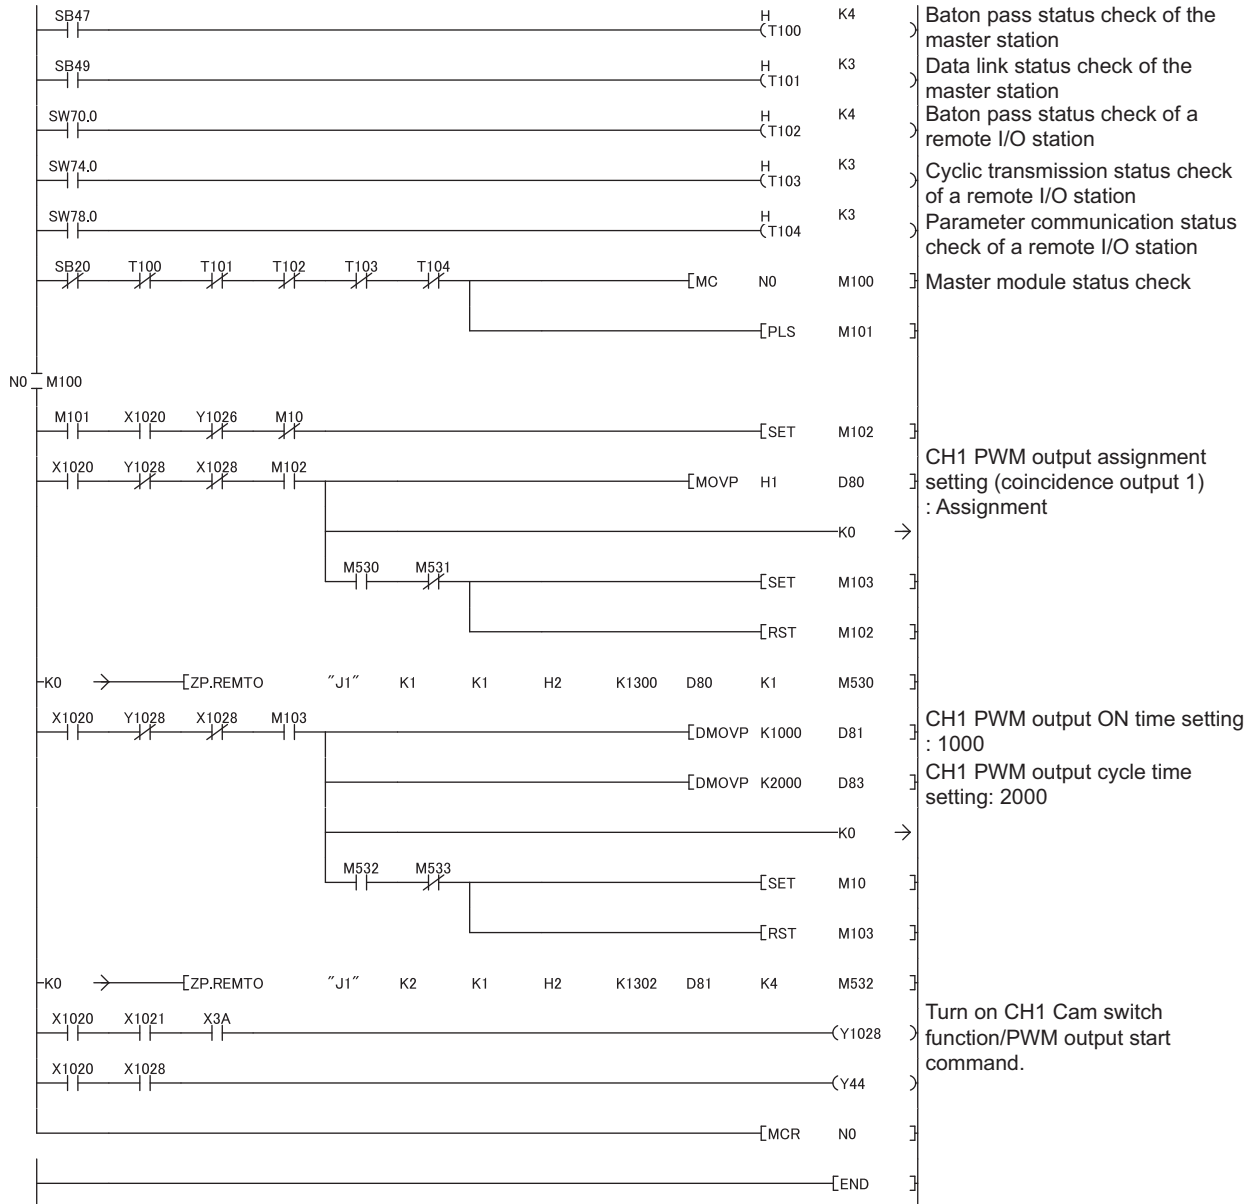 SB47 H K4 Baton pass status check of the
T100 master station
SB49 H K3 Data link status check of the
T101 master station
SW70.0 H K4 Baton pass status check of a
T102 remote I/O station
SW74.0 H K3 Cyclic transmission status check
T103 of a remote I/O station
SW78.0 H K3 Parameter communication status
T104 check of a remote I/O station
SB20 T100 T101 T102 T103 T104
MC N0 M100 Master module status check
PLS M101
N0 M100
M101 X1020 Y1026 M10
SET M102
X1020 Y1028 X1028 M102 CH1 PWM output assignment
MOVP H1 D80 setting (coincidence output 1)
: Assignment
K0
M530 M531
SET M103
RST M102
K0 ZP.REMTO "J1" K1 K1 H2 K1300 D80 K1 M530
X1020 Y1028 X1028 M103 CH1 PWM output ON time setting
DMOVP K1000 D81 : 1000
CH1 PWM output cycle time
DMOVP K2000 D83 setting: 2000
K0
M532 M533
SET M10
RST M103
K0 ZP.REMTO "J1" K2 K1 H2 K1302 D81 K4 M532
X1020 X1021 X3A Turn on CH1 Cam switch
Y1028 function/PWM output start
command.
X1020 X1028
Y44
MCR N0
END